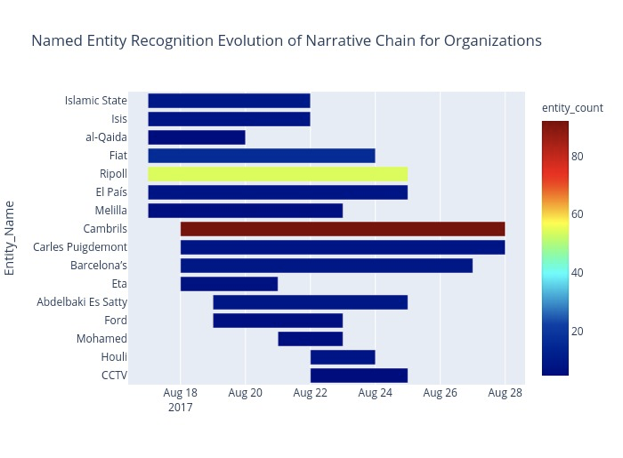 Named Entity Recognition Evolution of Narrative Chain for Organizations
entity_count
Entity_Name
Islamic State
Isis
al-Qaida
Fiat
Ripoll
El País
Melilla
Cambrils
Carles Puigdemont
Barcelona’s
Eta
Abdelbaki Es Satty
Ford
Mohamed
Houli
CCTV
80
60
40
20
Aug 18 Aug 20 Aug 22 Aug 24 Aug 26 Aug 28
2017